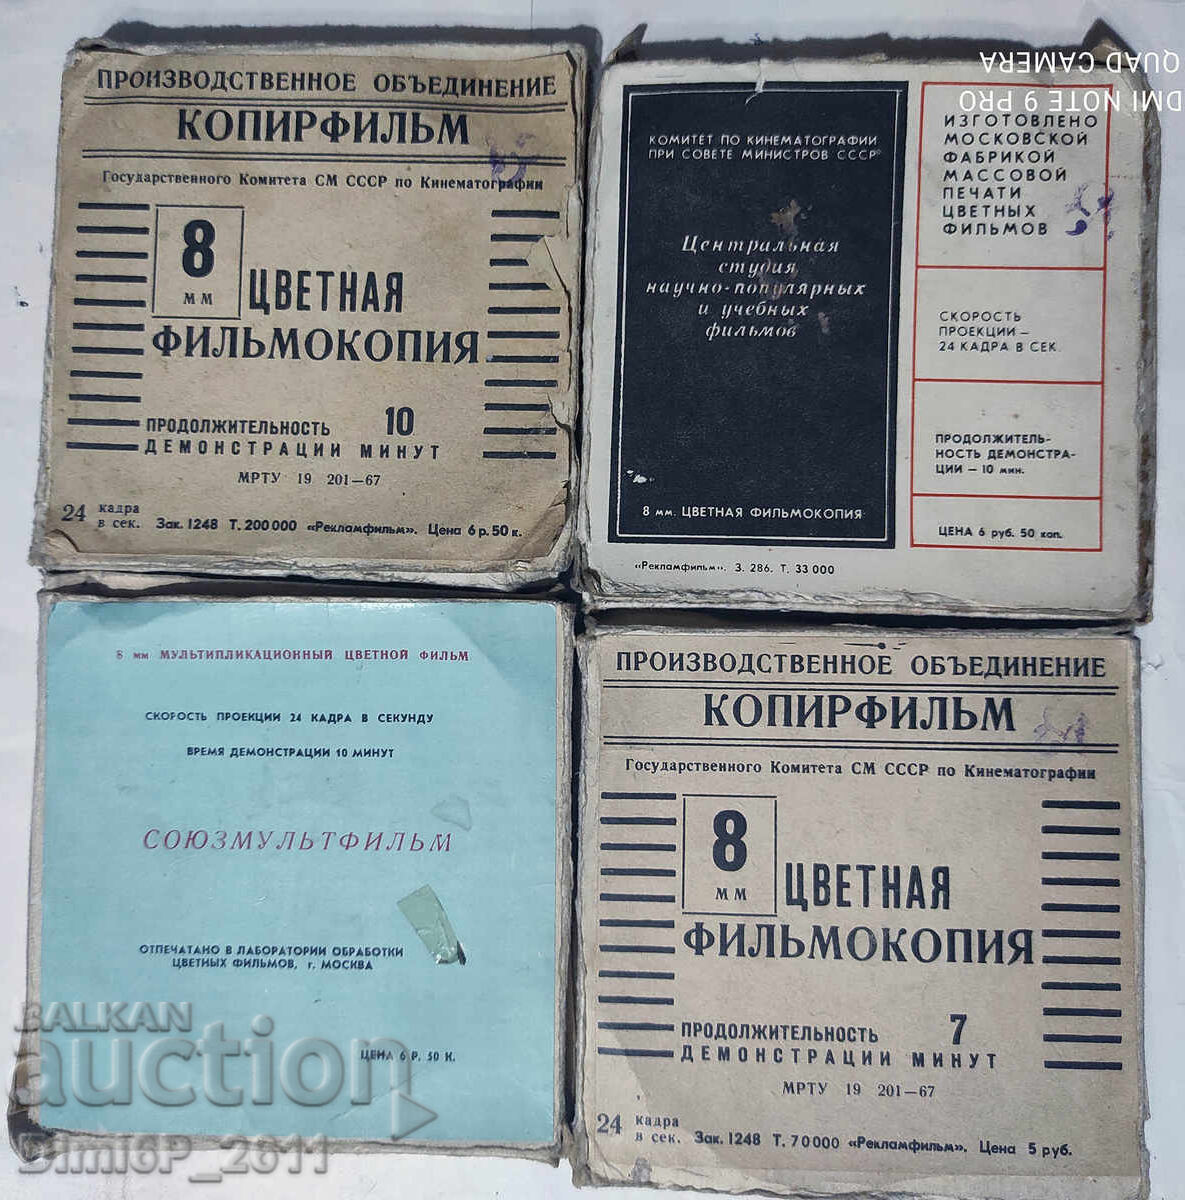 ПРОИЗВОДСТВЕННОЕ ОБЪЕДИНЕНИЕ
КОПИРФИЛЬМ
Государственного Комитета СМ СССР по Кинематографии
8
мм
ЦВЕТНАЯ
ФИЛЬМОКОПИЯ
ПРОДОЛЖИТЕЛЬНОСТЬ 10
ДЕМОНСТРАЦИИ МИНУТ
МРТУ 19 201—67
24 кадра
в сек. Зак. 1248 Т. 200 000 «Рекламфильм». Цена 6 р. 50 к.
QUAD CAMERA
DMI NOTE 9 PRO
КОМИТЕТ ПО КИНЕМАТОГРАФИИ
ПРИ СОВЕТЕ МИНИСТРОВ СССР
Центральная
студия
научно-популярных
и учебных
фильмов
8 мм. ЦВЕТНАЯ ФИЛЬМОКОПИЯ
ИЗГОТОВЛЕНО
МОСКОВСКОЙ
ФАБРИКОЙ
МАССОВОЙ
ПЕЧАТИ
ЦВЕТНЫХ
ФИЛЬМОВ
СКОРОСТЬ
ПРОЕКЦИИ —
24 КАДРА В СЕК.
ПРОДОЛЖИТЕЛЬ-
НОСТЬ ДЕМОНСТРА-
ЦИИ — 10 мин.
ЦЕНА 6 руб. 50 коп.
«Рекламфильм». З. 286. Т. 33 000
8 мм МУЛЬТИПЛИКАЦИОННЫЙ ЦВЕТНОЙ ФИЛЬМ
СКОРОСТЬ ПРОЕКЦИИ 24 КАДРА В СЕКУНДУ
ВРЕМЯ ДЕМОНСТРАЦИИ 10 МИНУТ
СОЮЗМУЛЬТФИЛЬМ
ОТПЕЧАТАНО В ЛАБОРАТОРИИ ОБРАБОТКИ
ЦВЕТНЫХ ФИЛЬМОВ, г. МОСКВА
ЦЕНА 6 Р. 50 К.
ПРОИЗВОДСТВЕННОЕ ОБЪЕДИНЕНИЕ
КОПИРФИЛЬМ
Государственного Комитета СМ СССР по Кинематографии
8
мм
ЦВЕТНАЯ
ФИЛЬМОКОПИЯ
ПРОДОЛЖИТЕЛЬНОСТЬ 7
ДЕМОНСТРАЦИИ МИНУТ
МРТУ 19 201—67
24 кадра
в сек. Зак. 1248 Т. 70 000 «Рекламфильм». Цена 5 руб.
BALKAN
auction
Dimi6P_2611